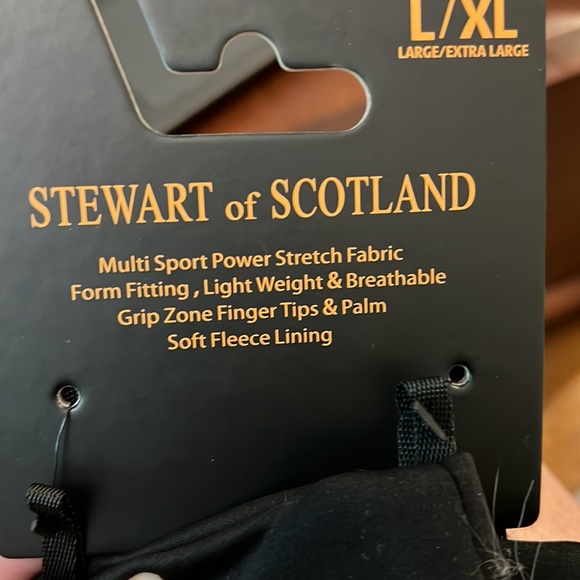 L/XL
LARGE/EXTRA LARGE
STEWART of SCOTLAND
Multi Sport Power Stretch Fabric
Form Fitting , Light Weight & Breathable
Grip Zone Finger Tips & Palm
Soft Fleece Lining